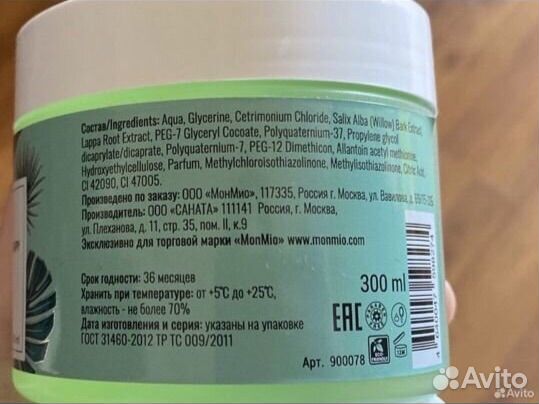 Состав/Ingredients: Aqua, Glycerine, Cetrimonium Chloride, Salix Alba (Willow) Bark Extract,
Lappa Root Extract, PEG-7 Glyceryl Cocoate, Polyquaternium-37, Propylene glycol
dicaprylate/dicaprate, Polyquaternium-7, PEG-12 Dimethicon, Allantoin acetyl methionine,
Hydroxyethylcellulose, Parfum, Methylchloroisothiazolinone, Methylisothiazolinone, Citric Acid,
CI 42090, CI 47005.
Произведено по заказу: ООО «МонМио», 117335, Россия г. Москва, ул. Вавилова,
Производитель: ООО «САНАТА» 111141 Россия, г. Москва,
ул. Плеханова, д. 11, стр. 35, пом. II, к.9
Эксклюзивно для торговой марки «MonMio» www.monmio.com
Срок годности: 36 месяцев
Хранить при температуре: от +5°С до +25°С,
влажность - не более 70%
Дата изготовления и серия: указаны на упаковке
ГОСТ 31460-2012 ТР ТС 009/2011
300 ml
EAC
ECO
FRIENDLY
12M
Арт. 900078
Avito
Avito